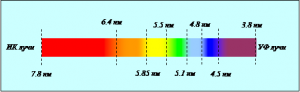 6.4 нм 5.5 нм 4.8 нм 3.8 нм
ИК лучи УФ лучи
7.8 нм 5.85 нм 5.1 нм 4.5 нм